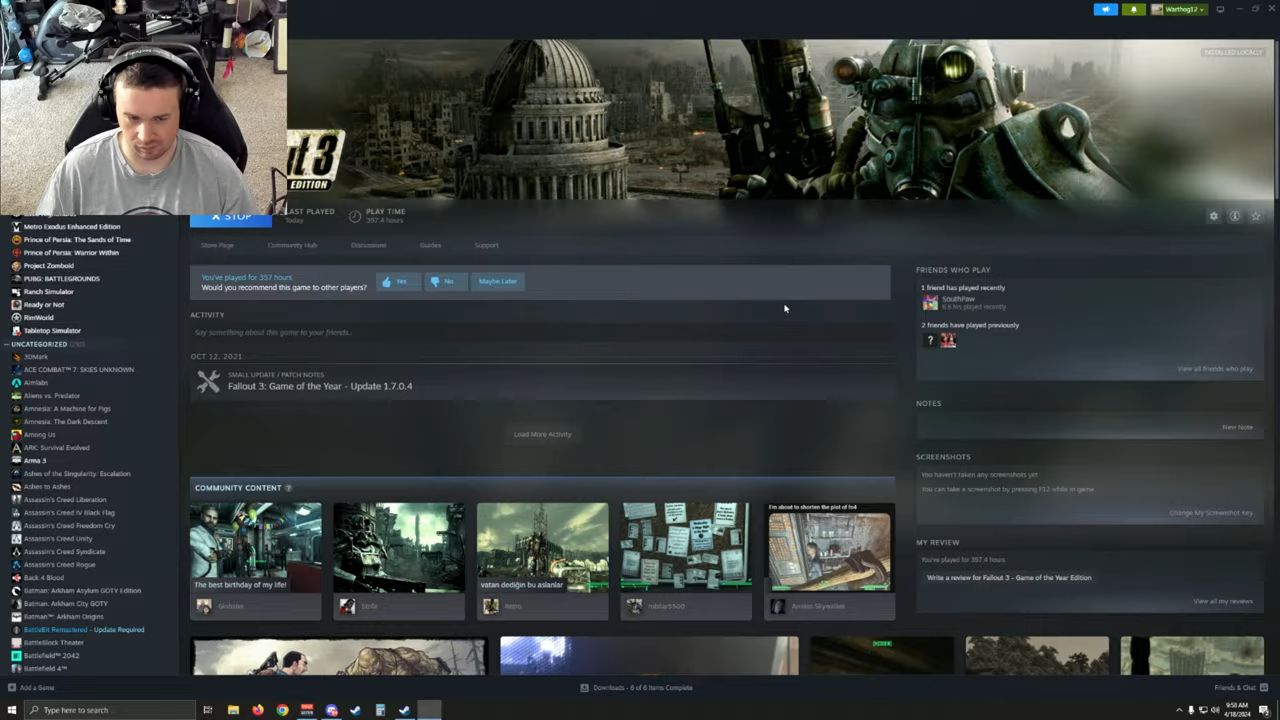 Warthog12
INSTALLED LOCALLY
ut 3
EDITION
STOP
LAST PLAYED
Today
PLAY TIME
357.4 hours
Store Page
Community Hub
Discussions
Guides
Support
You've played for 357 hours
Would you recommend this game to other players?
Yes
No
Maybe Later
ACTIVITY
Say something about this game to your friends..
OCT 12, 2021
SMALL UPDATE / PATCH NOTES
Fallout 3: Game of the Year - Update 1.7.0.4
Load More Activity
COMMUNITY CONTENT
The best birthday of my life!
Strife
vatan dediğin bu aslanlar
Retro
I'm about to shorten the plot of fo4
Anakin Skywalker
FRIENDS WHO PLAY
1 friend has played recently
SouthPaw
6.6 hrs played recently
2 friends have played previously
View all friends who play
NOTES
New Note
SCREENSHOTS
You haven't taken any screenshots yet
You can take a screenshot by pressing F12 while in game.
Change My Screenshot Key
MY REVIEW
You've played for 357.4 hours
Write a review for Fallout 3 - Game of the Year Edition
View all my reviews
Metro Exodus Enhanced Edition
Prince of Persia: The Sands of Time
Prince of Persia: Warrior Within
Project Zomboid
PUBG: BATTLEGROUNDS
Ranch Simulator
Ready or Not
RimWorld
Tabletop Simulator
UNCATEGORIZED
3DMark
ACE COMBAT™ 7: SKIES UNKNOWN
Aimlabs
Aliens vs. Predator
Amnesia: A Machine for Pigs
Amnesia: The Dark Descent
Among Us
ARK: Survival Evolved
Arma 3
Ashes of the Singularity: Escalation
Ashes to Ashes
Assassin's Creed Liberation
Assassin's Creed IV Black Flag
Assassin's Creed Freedom Cry
Assassin's Creed Unity
Assassin's Creed Syndicate
Assassin's Creed Rogue
Back 4 Blood
Batman: Arkham Asylum GOTY Edition
Batman: Arkham City GOTY
Batman™: Arkham Origins
BattleBit Remastered - Update Required
BattleBlock Theater
Battlefield™ 2042
Battlefield 4™
Add a Game
Downloads - 6 of 6 Items Complete
Friends & Chat
Type here to search
9:58 AM
4/18/2024